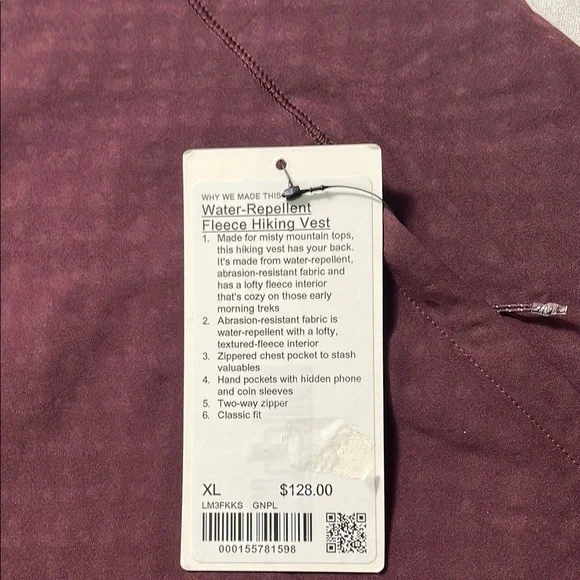 WHY WE MADE THIS
Water-Repellent
Fleece Hiking Vest
1. Made for misty mountain tops,
this hiking vest has your back.
It's made from water-repellent,
abrasion-resistant fabric and
has a lofty fleece interior
that's cozy on those early
morning treks
2. Abrasion-resistant fabric is
water-repellent with a lofty,
textured-fleece interior
3. Zippered chest pocket to stash
valuables
4. Hand pockets with hidden phone
and coin sleeves
5. Two-way zipper
6. Classic fit
XL $128.00
LM3FKKS GNPL
000155781598